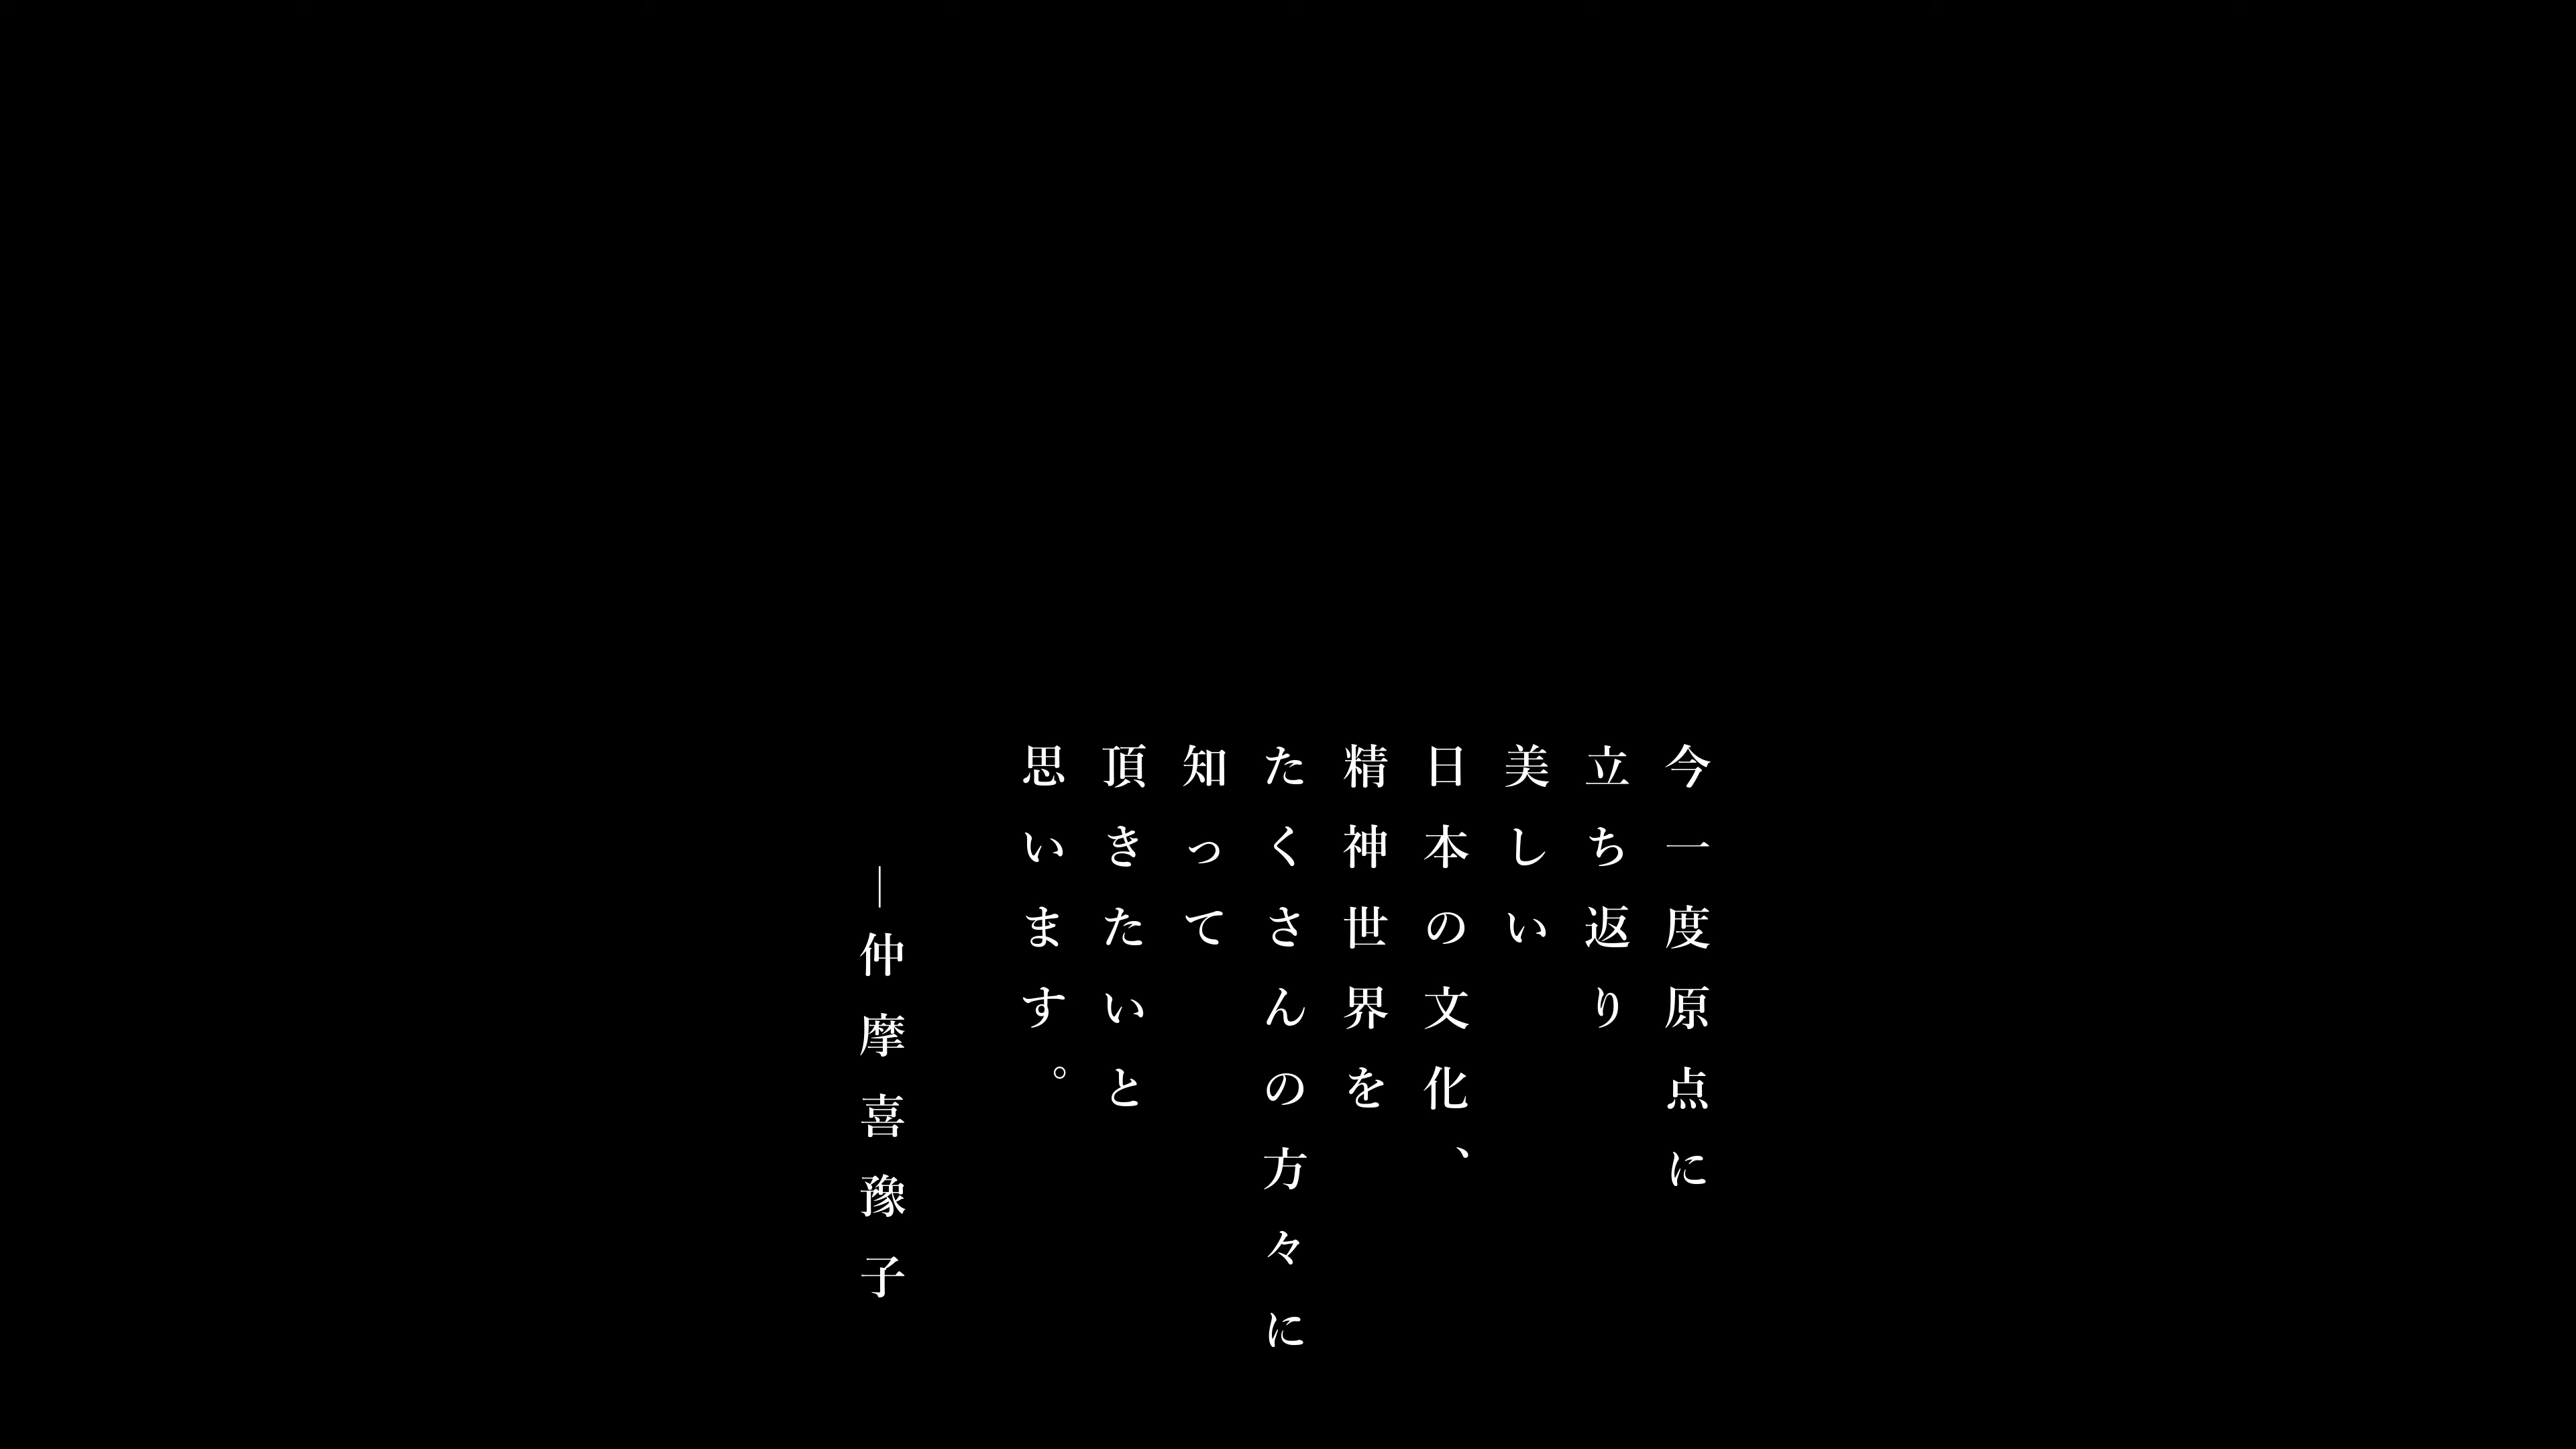 今一度原点に
立ち返り
美しい
日本の文化、
精神世界を
たくさんの方々に
知って
頂きたいと
思います。
—仲摩喜豫子